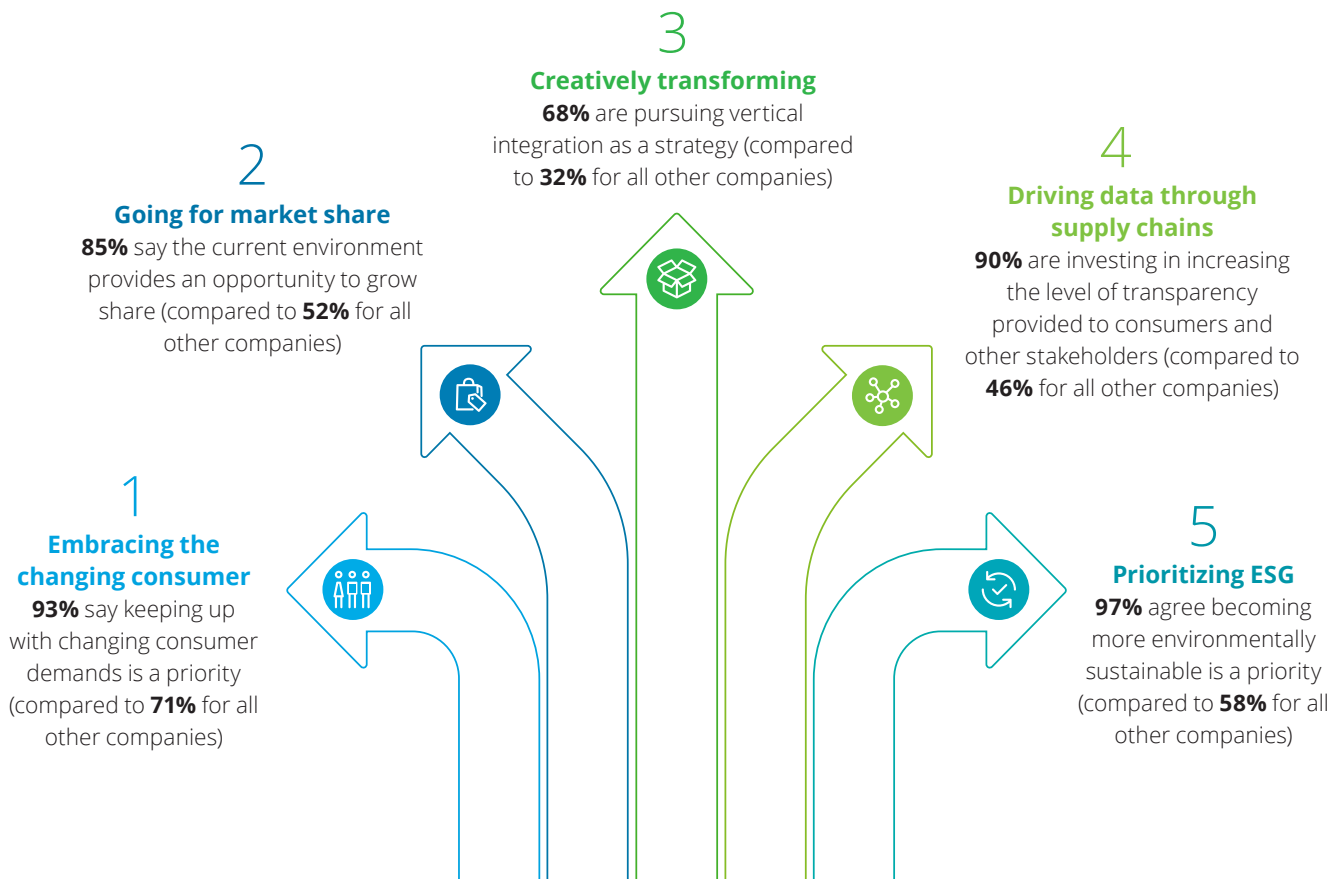 1
Embracing the
changing consumer
93% say keeping up
with changing consumer
demands is a priority
(compared to 71% for all
other companies)
2
Going for market share
85% say the current environment
provides an opportunity to grow
share (compared to 52% for all
other companies)
3
Creatively transforming
68% are pursuing vertical
integration as a strategy (compared
to 32% for all other companies)
4
Driving data through
supply chains
90% are investing in increasing
the level of transparency
provided to consumers and
other stakeholders (compared to
46% for all other companies)
5
Prioritizing ESG
97% agree becoming
more environmentally
sustainable is a priority
(compared to 58% for all
other companies)